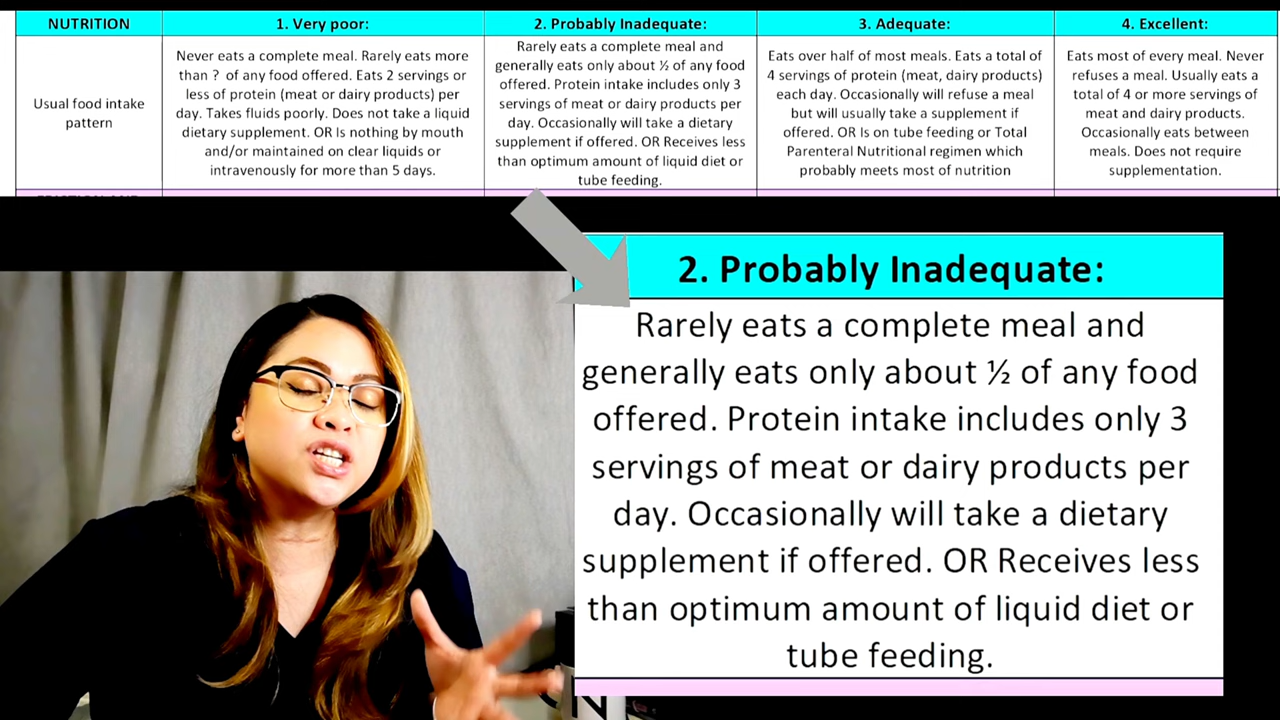 NUTRITION
1. Very poor:
2. Probably Inadequate:
3. Adequate:
4. Excellent:
Usual food intake
pattern
Never eats a complete meal. Rarely eats more
than ? of any food offered. Eats 2 servings or
less of protein (meat or dairy products) per
day. Takes fluids poorly. Does not take a liquid
dietary supplement. OR Is nothing by mouth
and/or maintained on clear liquids or
intravenously for more than 5 days.
Rarely eats a complete meal and
generally eats only about ½ of any food
offered. Protein intake includes only 3
servings of meat or dairy products per
day. Occasionally will take a dietary
supplement if offered. OR Receives less
than optimum amount of liquid diet or
tube feeding.
Eats over half of most meals. Eats a total of
4 servings of protein (meat, dairy products)
each day. Occasionally will refuse a meal
but will usually take a supplement if
offered. OR Is on tube feeding or Total
Parenteral Nutritional regimen which
probably meets most of nutrition
Eats most of every meal. Never
refuses a meal. Usually eats a
total of 4 or more servings of
meat and dairy products.
Occasionally eats between
meals. Does not require
supplementation.
2. Probably Inadequate:
Rarely eats a complete meal and
generally eats only about ½ of any food
offered. Protein intake includes only 3
servings of meat or dairy products per
day. Occasionally will take a dietary
supplement if offered. OR Receives less
than optimum amount of liquid diet or
tube feeding.